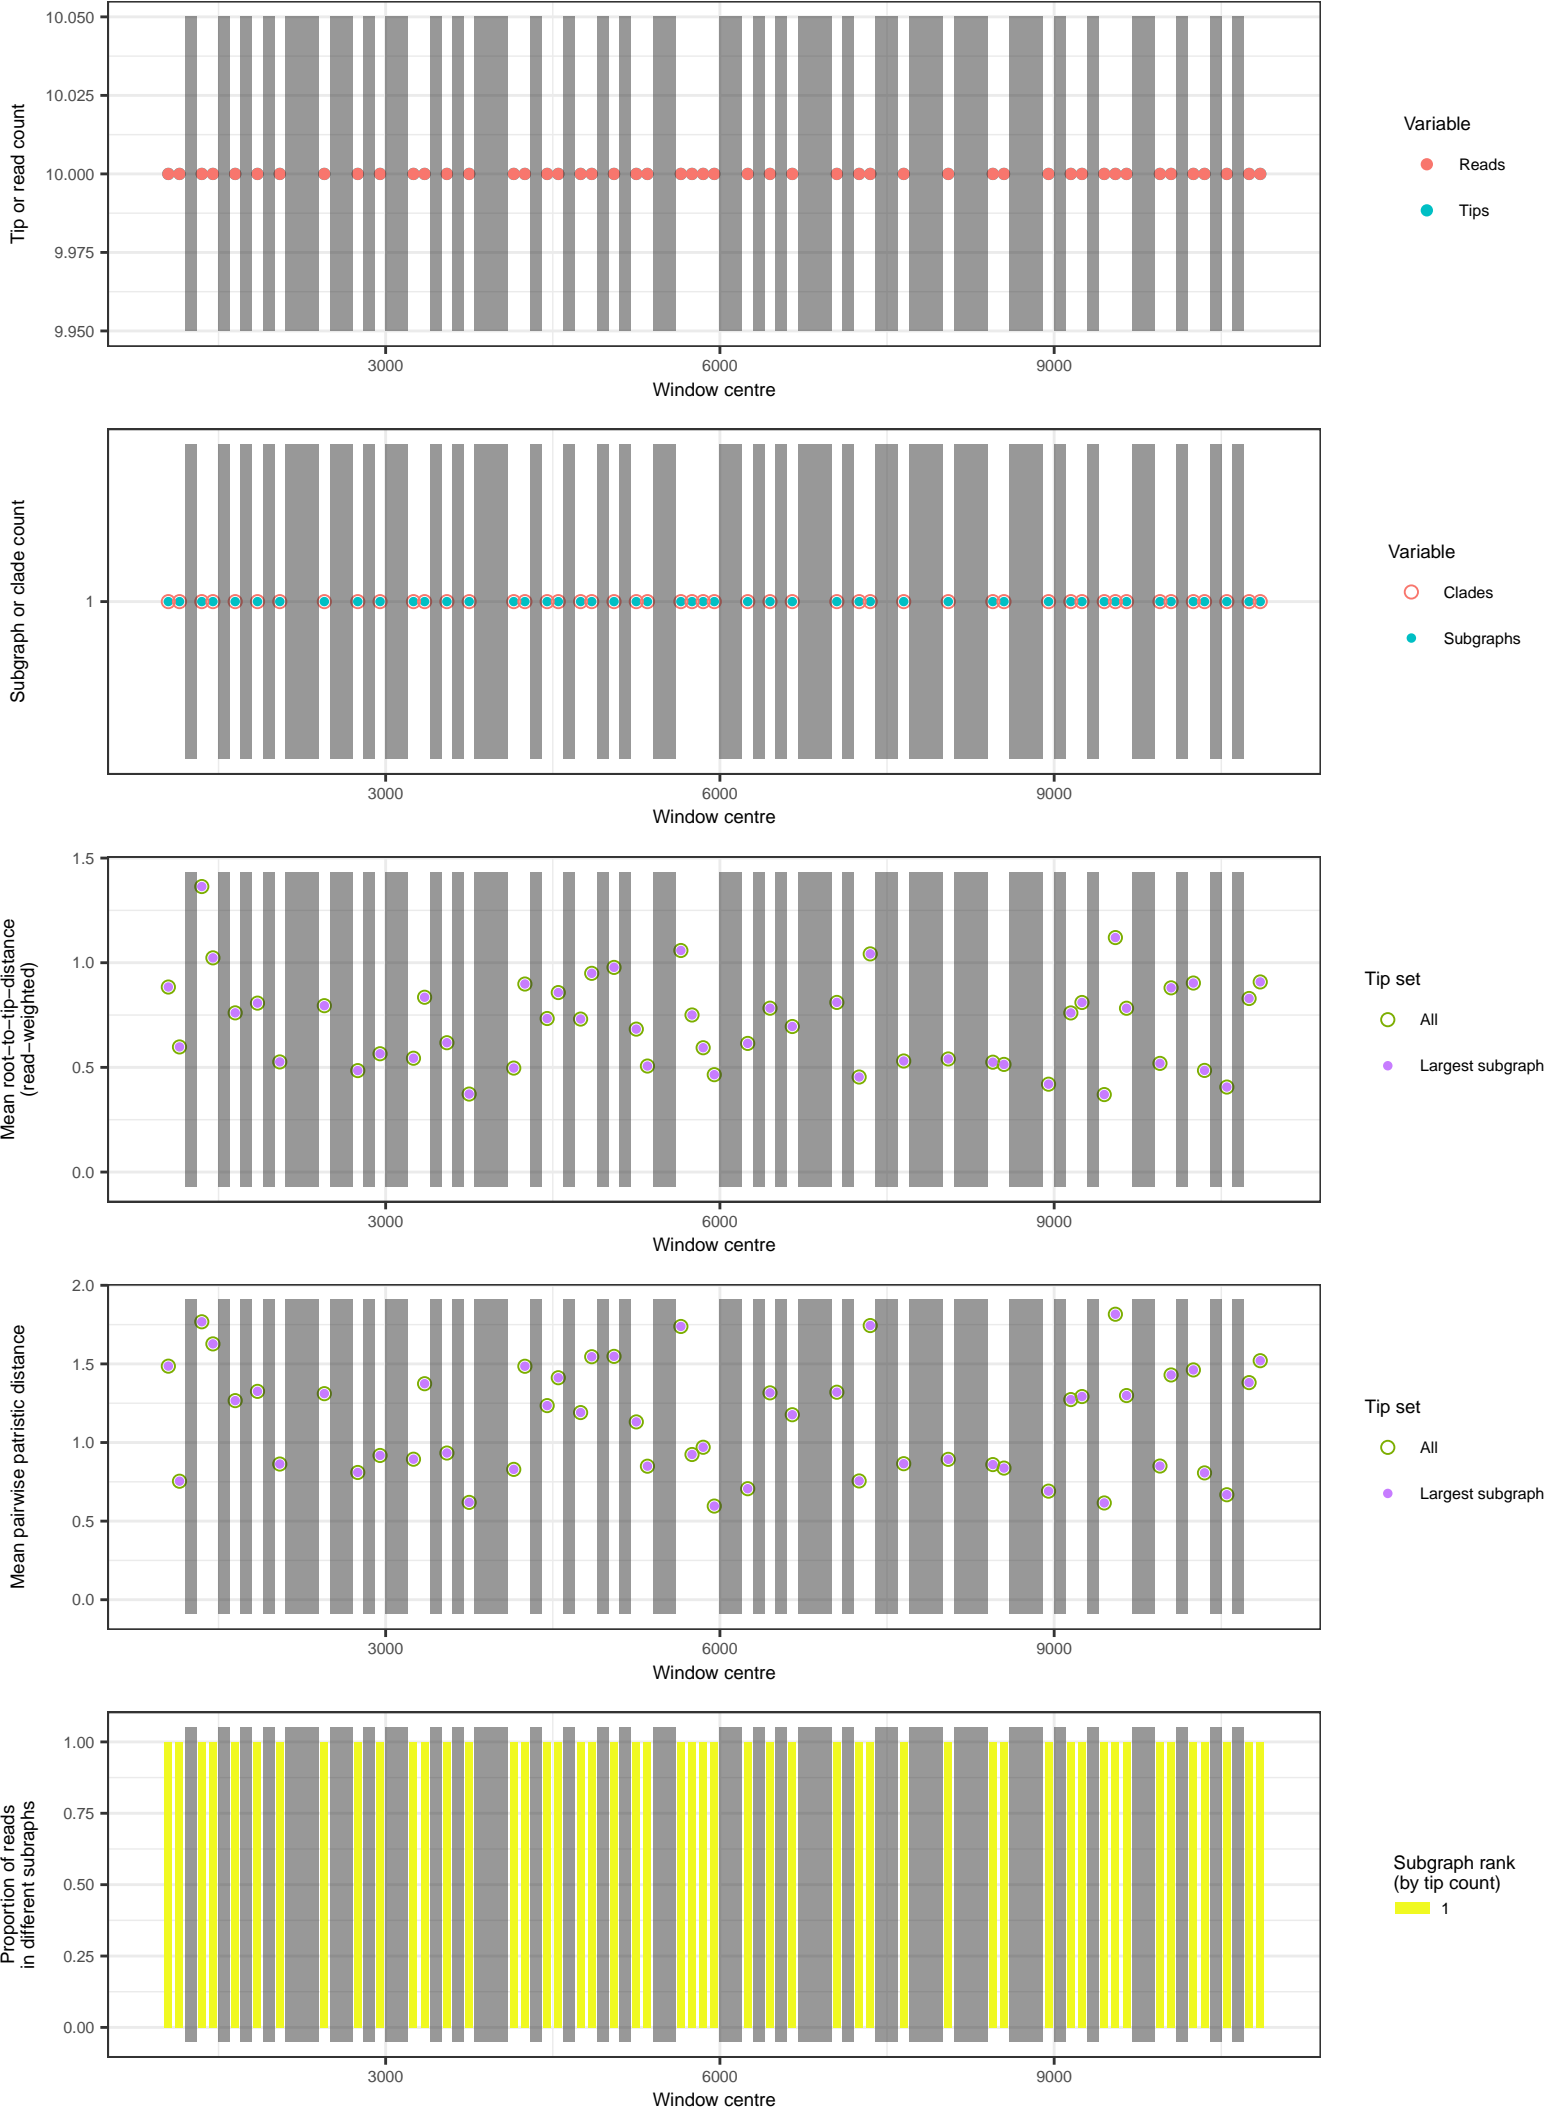 10.050
10.025
10.000
9.975
9.950
Tip or read count
3000
6000
9000
Window centre
Variable
Reads
Tips
1
Subgraph or clade count
3000
6000
9000
Window centre
Variable
Clades
Subgraphs
1.5
1.0
0.5
0.0
Mean root−to−tip−distance
(read−weighted)
3000
6000
9000
Window centre
Tip set
All
Largest subgraph
2.0
1.5
1.0
0.5
0.0
Mean pairwise patristic distance
3000
6000
9000
Window centre
Tip set
All
Largest subgraph
1.00
0.75
0.50
0.25
0.00
Proportion of reads
in different subraphs
3000
6000
9000
Window centre
Subgraph rank
(by tip count)
1